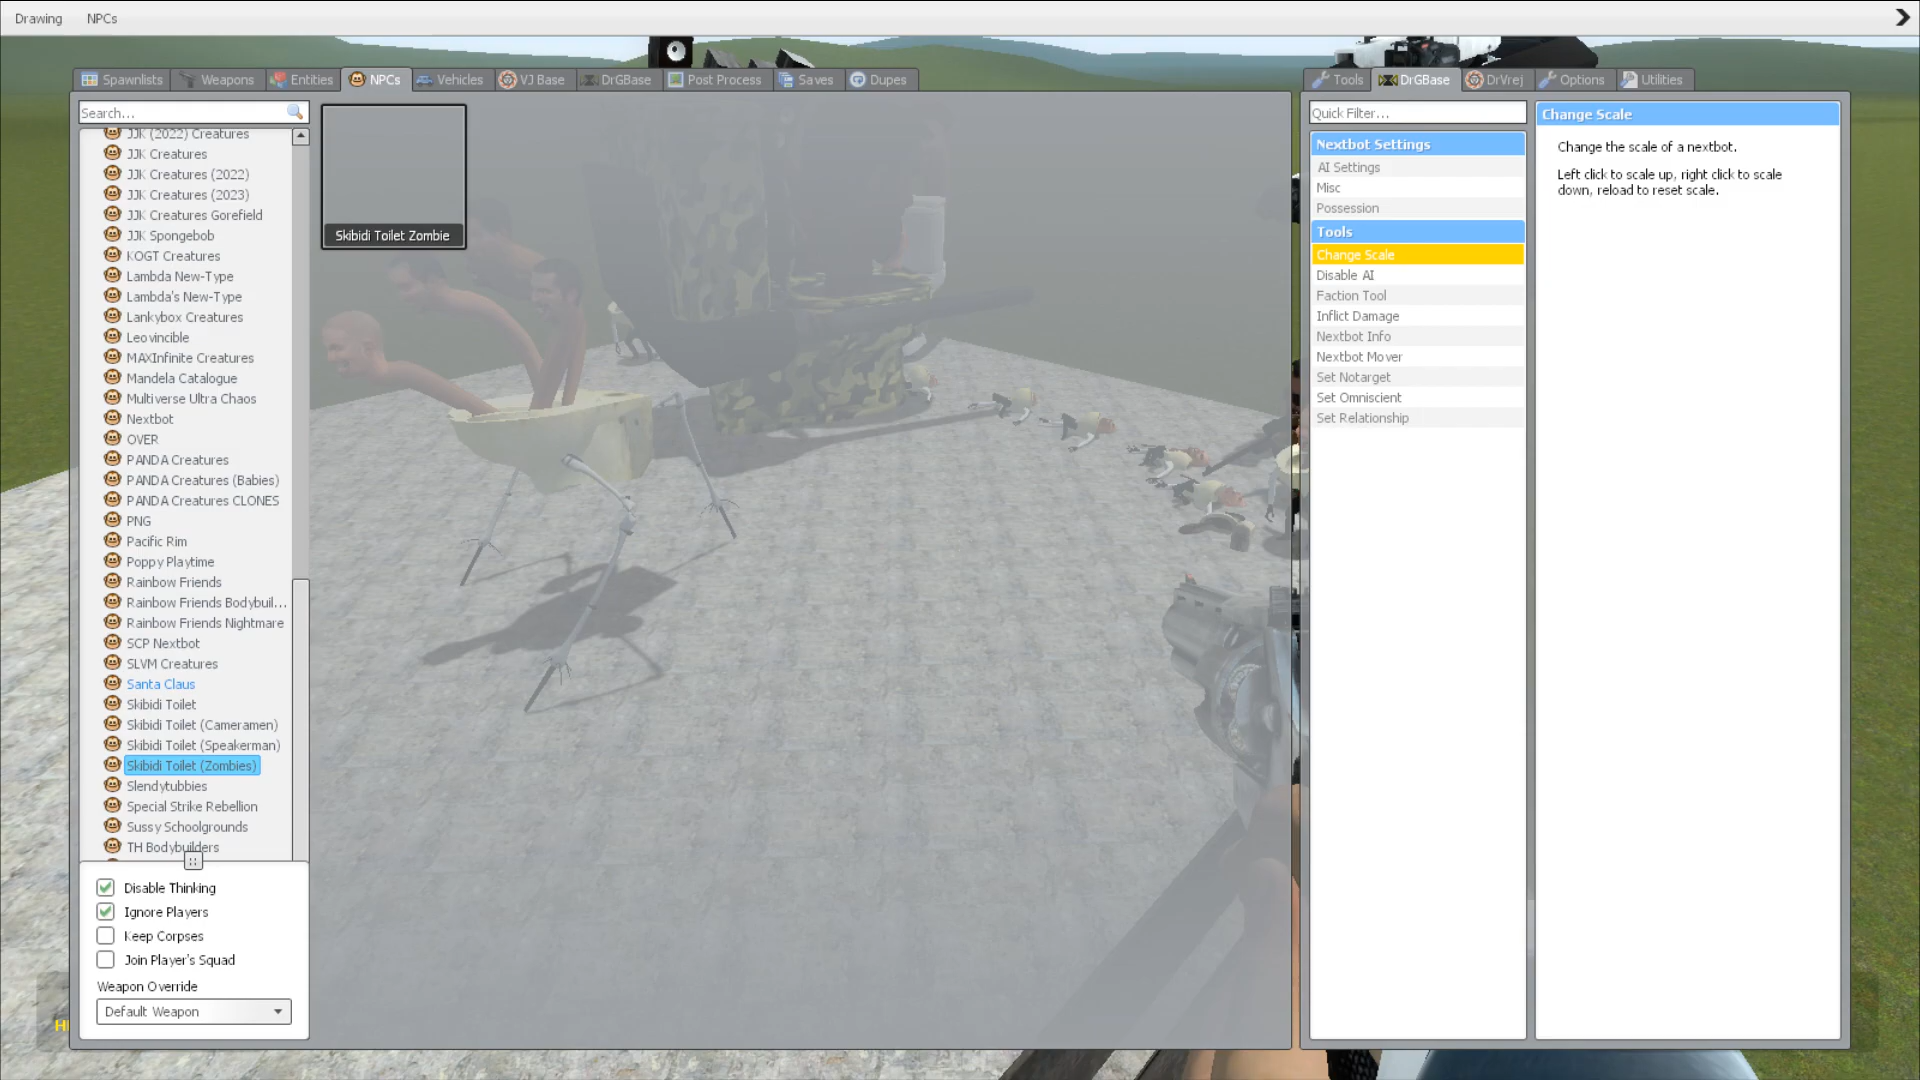 Drawing NPCs
Spawnlists Weapons Entities NPCs Vehicles VJ Base DrGBase Post Process Saves Dupes
Search...
JJK (2022) Creatures
JJK Creatures
JJK Creatures (2022)
JJK Creatures (2023)
JJK Creatures Gorefield
JJK Spongebob
KOGT Creatures
Lambda New-Type
Lambda's New-Type
Lankybox Creatures
Leovincible
MAXInfinite Creatures
Mandela Catalogue
Multiverse Ultra Chaos
Nextbot
OVER
PANDA Creatures
PANDA Creatures (Babies)
PANDA Creatures CLONES
PNG
Pacific Rim
Poppy Playtime
Rainbow Friends
Rainbow Friends Bodybuil...
Rainbow Friends Nightmare
SCP Nextbot
SLVM Creatures
Santa Claus
Skibidi Toilet
Skibidi Toilet (Cameramen)
Skibidi Toilet (Speakerman)
Skibidi Toilet (Zombies)
Slendytubbies
Special Strike Rebellion
Sussy Schoolgrounds
TH Bodybuilders
Disable Thinking
Ignore Players
Keep Corpses
Join Player's Squad
Weapon Override
Default Weapon
Skibidi Toilet Zombie
Tools DrGBase DrVrej Options Utilities
Quick Filter...
Nextbot Settings
AI Settings
Misc
Possession
Tools
Change Scale
Disable AI
Faction Tool
Inflict Damage
Nextbot Info
Nextbot Mover
Set Notarget
Set Omniscient
Set Relationship
Change Scale
Change the scale of a nextbot.
Left click to scale up, right click to scale
down, reload to reset scale.